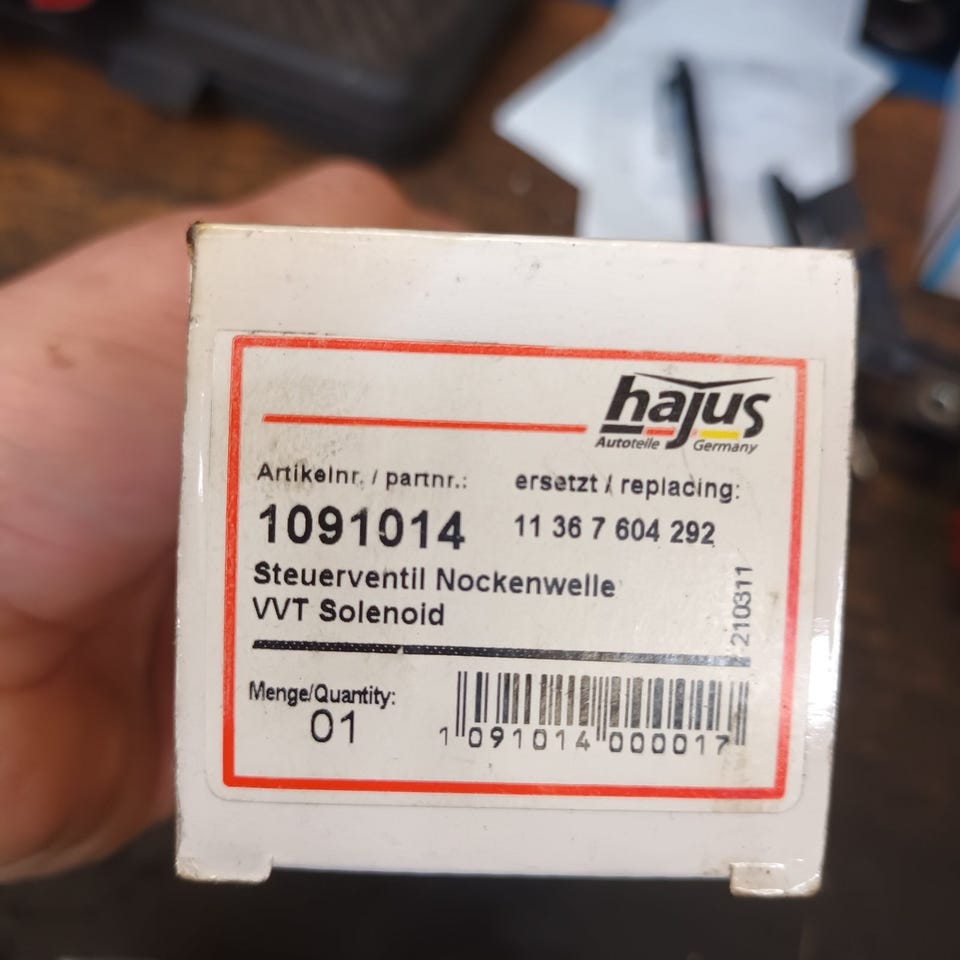 hajus
Autoteile Germany
Artikelnr. / partnr.:
1091014
ersetzt / replacing:
11 36 7 604 292
Steuerventil Nockenwelle
VVT Solenoid
210311
Menge/Quantity:
01
1 091014 000017